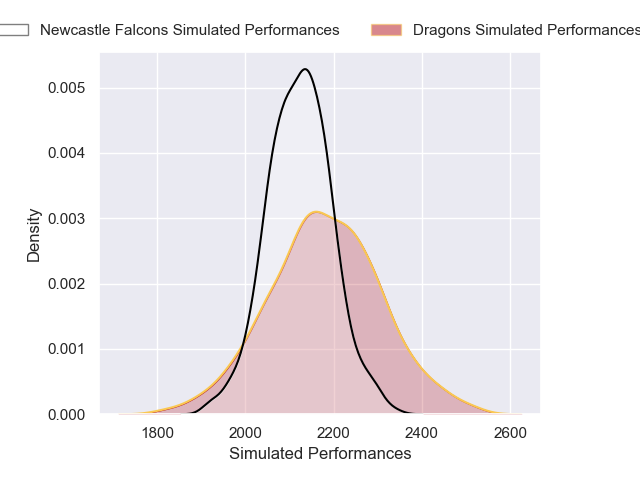 Newcastle Falcons Simulated Performances
Dragons Simulated Performances
0.005
0.004
0.003
0.002
0.001
0.000
Density
1800
2000
2200
2400
2600
Simulated Performances